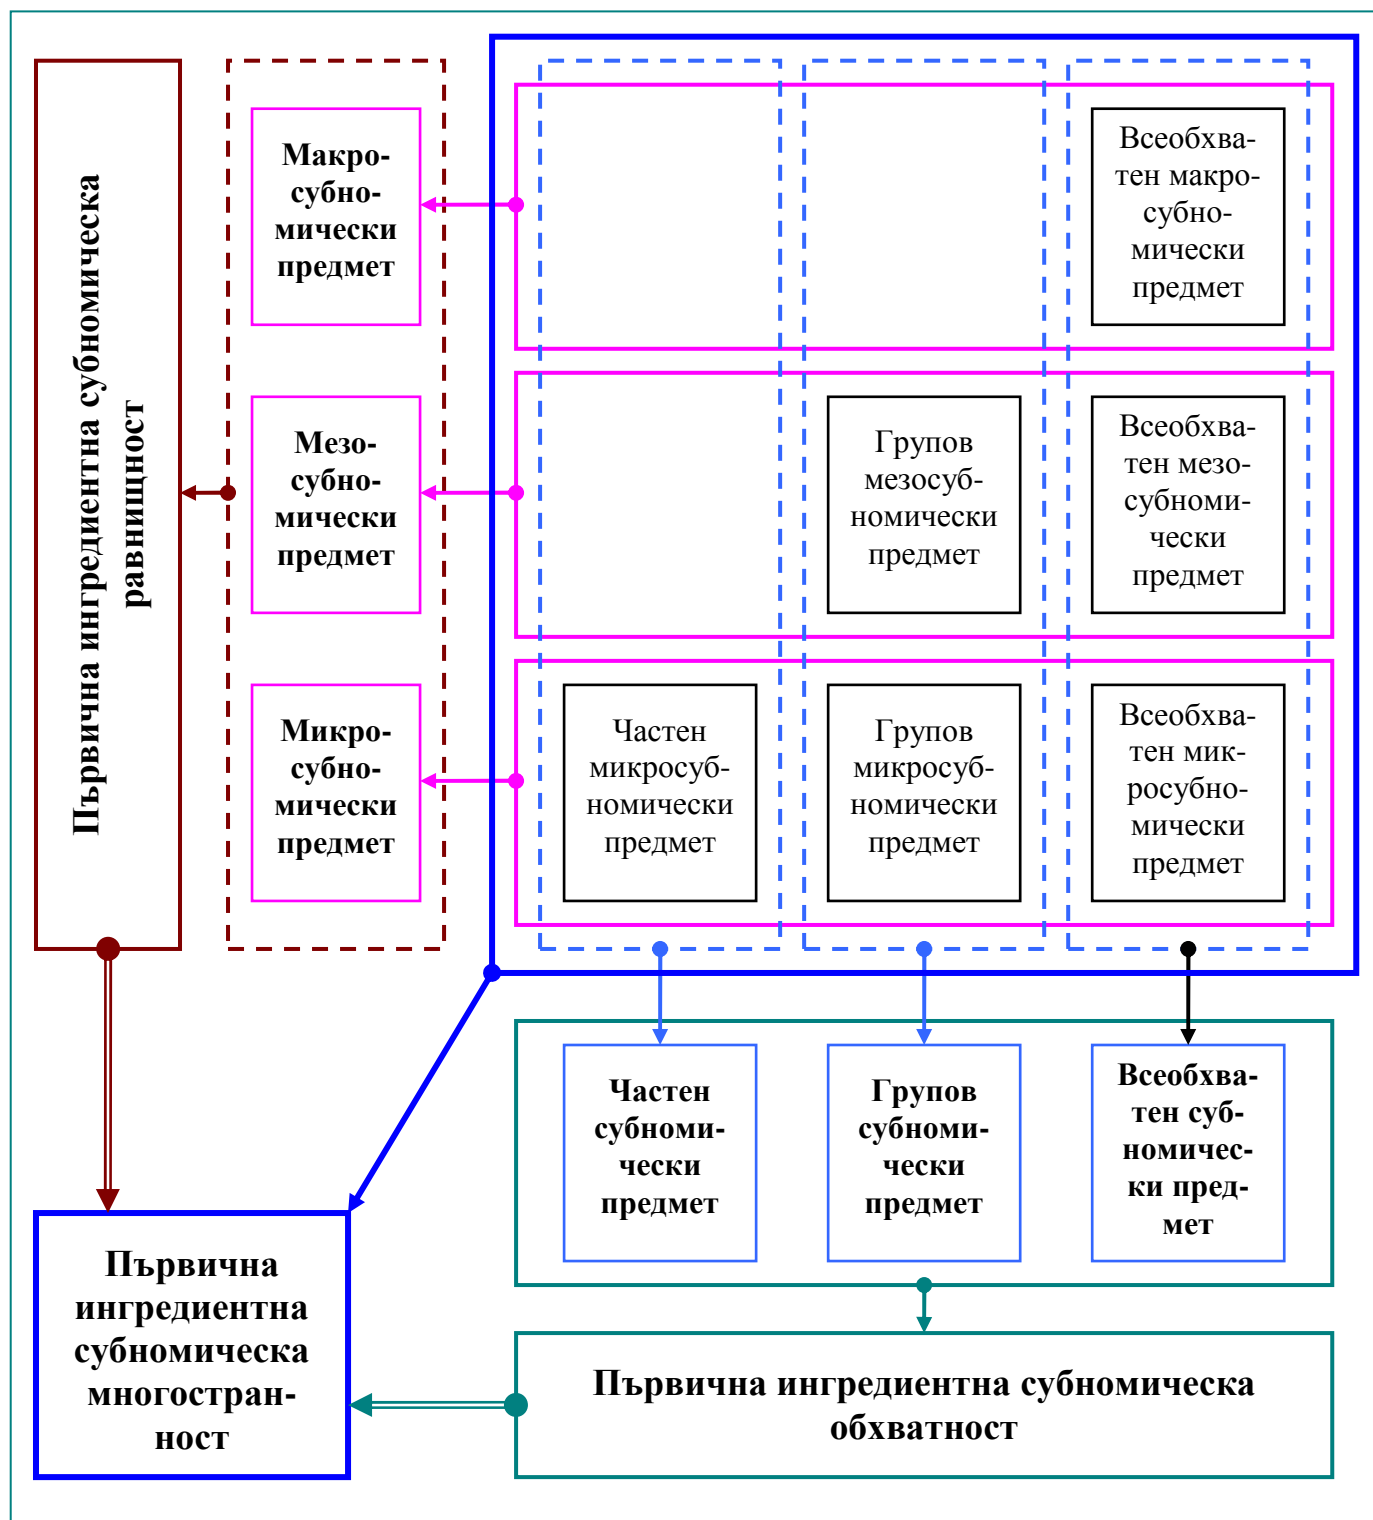 Първична ингредиентна субномическа
равнищност
Макро-
субно-
мически
предмет
Всеобхва-
тен макро-
субно-
мически
предмет
Мезо-
субно-
мически
предмет
Групов
мезосуб-
номически
предмет
Всеобхва-
тен мезо-
субноми-
чески
предмет
Микро-
субно-
мически
предмет
Частен
микросуб-
номически
предмет
Групов
микросуб-
номически
предмет
Всеобхва-
тен мик-
росубно-
мически
предмет
Частен
субноми-
чески
предмет
Групов
субноми-
чески
предмет
Всеобхва-
тен суб-
номичес-
ки пред-
мет
Първична
ингредиентна
субномическа
многостран-
ност
Първична ингредиентна субномическа
обхватност